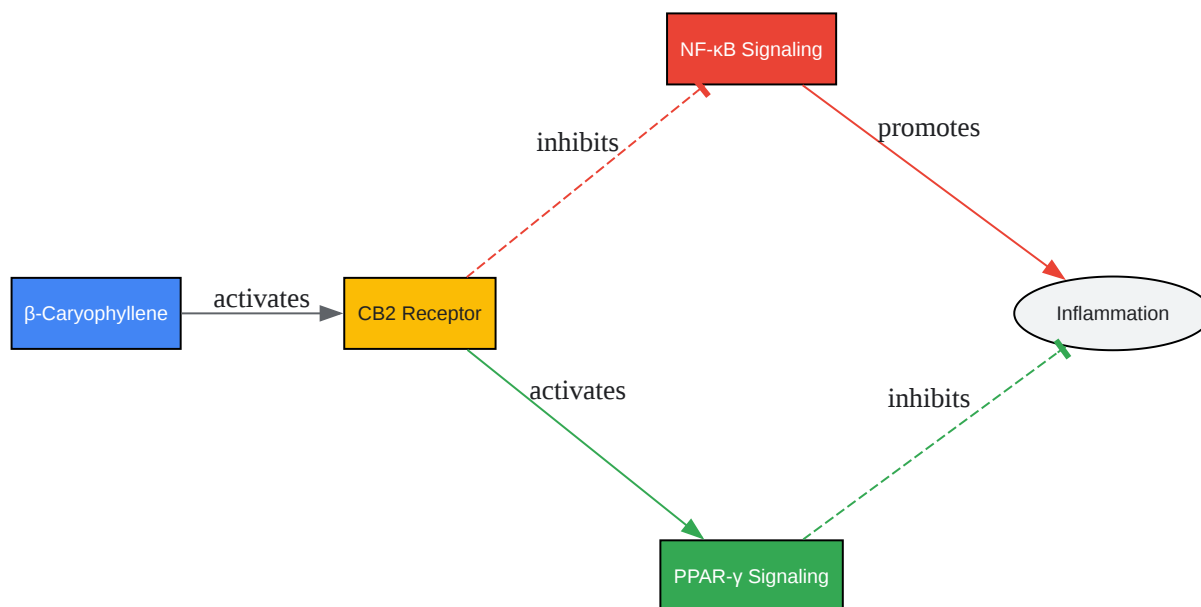 NF-κB Signaling
inhibits
promotes
β-Caryophyllene
activates
CB2 Receptor
Inflammation
activates
inhibits
PPAR-γ Signaling